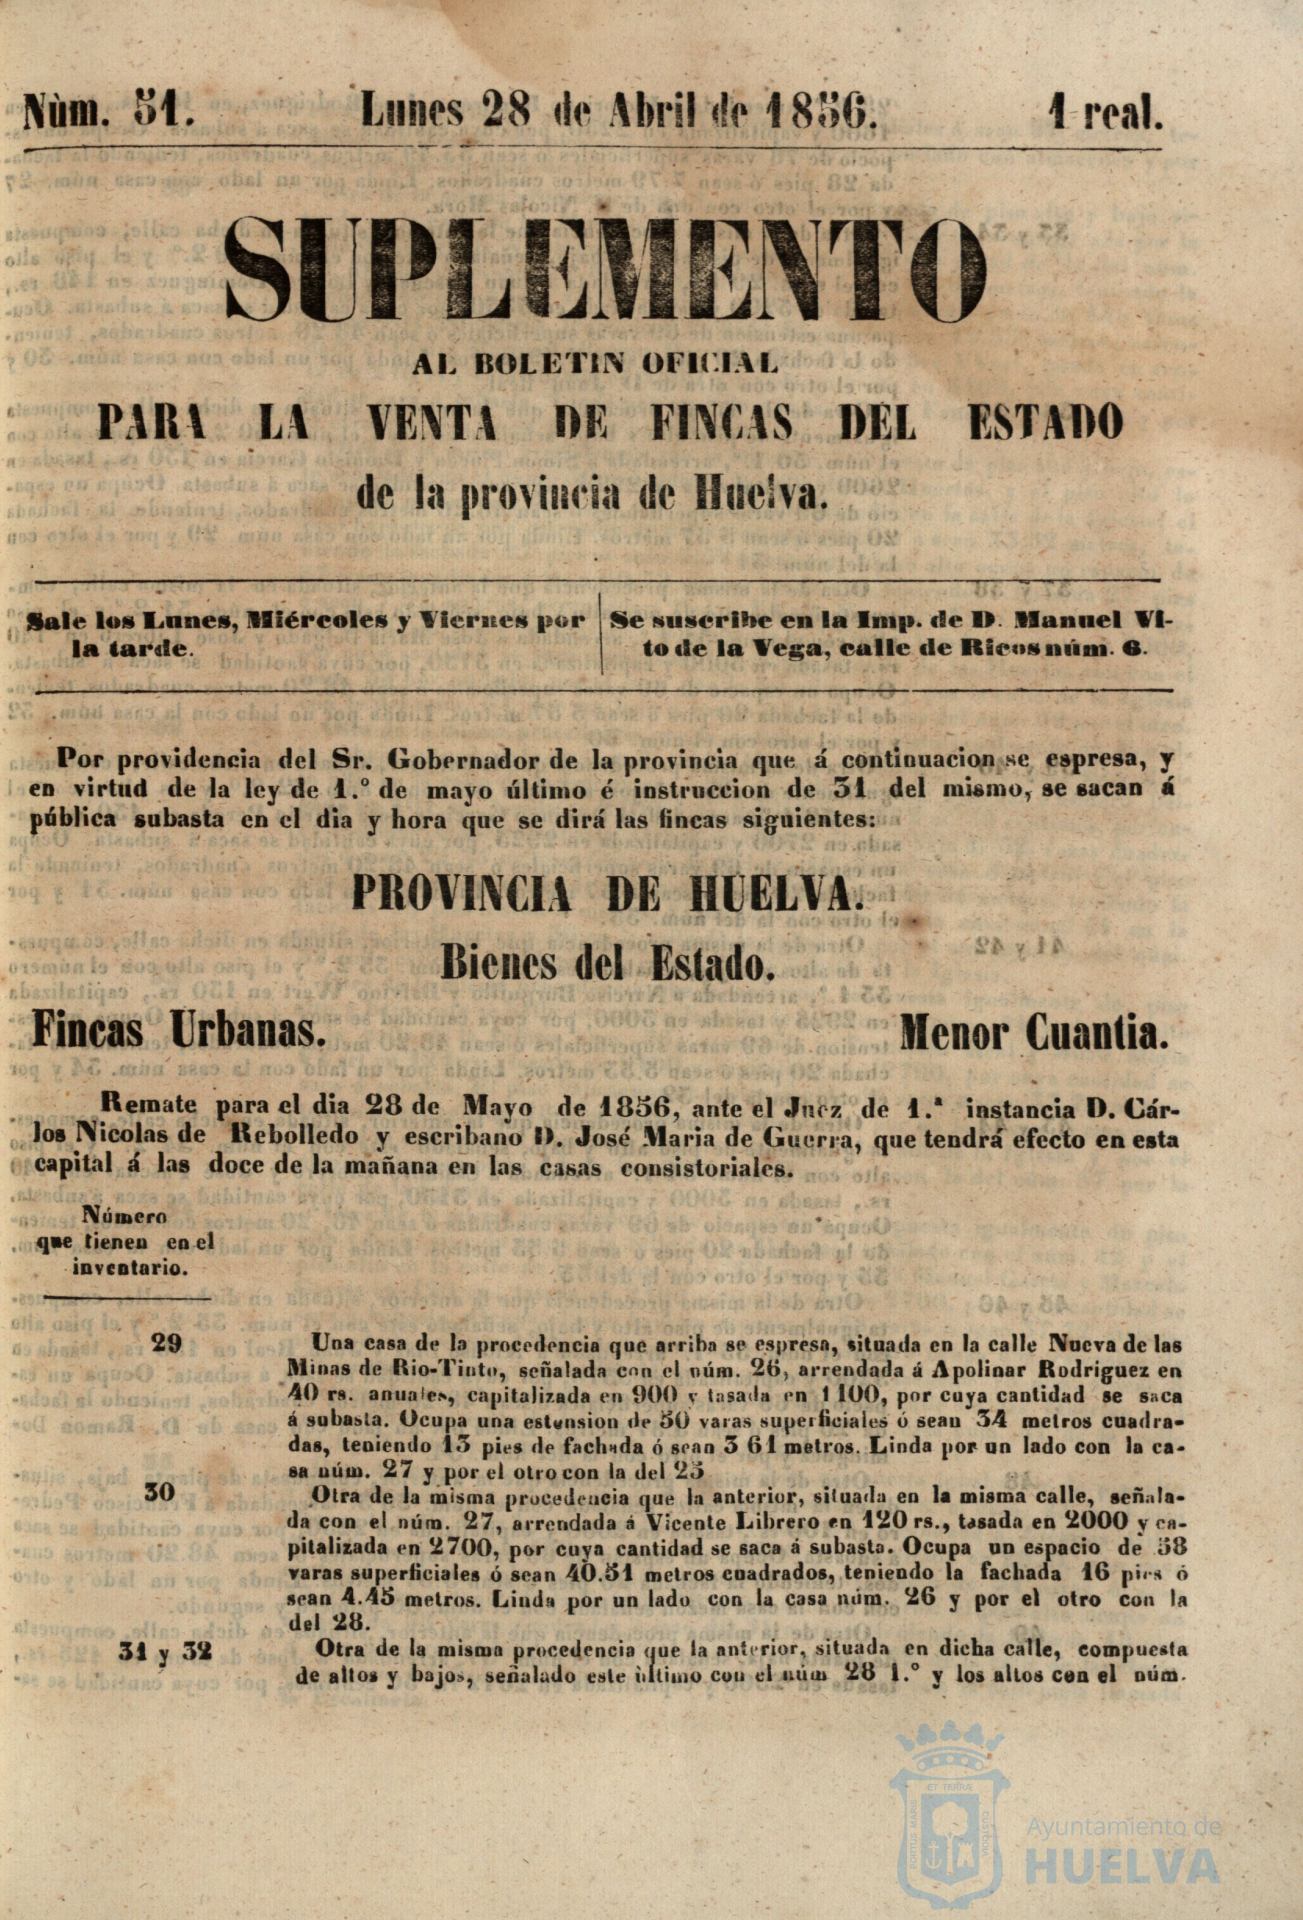 Nùm. 51. Lunes 28 de Abril de 1856. 1 real.
SUPLEMENTO
AL BOLETIN OFICIAL
PARA LA VENTA DE FINCAS DEL ESTADO
de la provincia de Huelva.
Sale los Lunes, Miércoles y Viernes por
la tarde.
Se suscribe en la Imp. de D. Manuel Vi-
to de la Vega, calle de Ricos núm. 6.
Por providencia del Sr. Gobernador de la provincia que á continuacion se espresa, y
en virtud de la ley de 1.º de mayo último é instruccion de 31 del mismo, se sacan á
pública subasta en el dia y hora que se dirá las fincas siguientes:
PROVINCIA DE HUELVA.
Bienes del Estado.
Fincas Urbanas. Menor Cuantia.
Remate para el dia 28 de Mayo de 1856, ante el Juez de 1.ª instancia D. Cár-
los Nicolas de Rebolledo y escribano D. José Maria de Guerra, que tendrá efecto en esta
capital á las doce de la mañana en las casas consistoriales.
Número
que tienen en el
inventario.
29 Una casa de la procedencia que arriba se espresa, situada en la calle Nueva de las
Minas de Rio-Tinto, señalada con el núm. 26, arrendada á Apolinar Rodriguez en
40 rs. anuales, capitalizada en 900 y tasada en 1100, por cuya cantidad se saca
á subasta. Ocupa una estension de 50 varas superficiales ó sean 34 metros cuadra-
das, teniendo 13 pies de fachada ó sean 3 61 metros. Linda por un lado con la ca-
sa núm. 27 y por el otro con la del 25
30 Otra de la misma procedencia que la anterior, situada en la misma calle, señala-
da con el núm. 27, arrendada á Vicente Librero en 120 rs., tasada en 2000 y ca-
pitalizada en 2700, por cuya cantidad se saca á subasta. Ocupa un espacio de 58
varas superficiales ó sean 40.51 metros cuadrados, teniendo la fachada 16 pies ó
sean 4.45 metros. Linda por un lado con la casa núm. 26 y por el otro con la
del 28.
31 y 32 Otra de la misma procedencia que la anterior, situada en dicha calle, compuesta
de altos y bajos, señalado este ùltimo con el núm 28 1.º y los altos con el núm.
ET TERRÆ
PORTUS MARIS
CUSTODIA
Ayuntamiento de
HUELVA